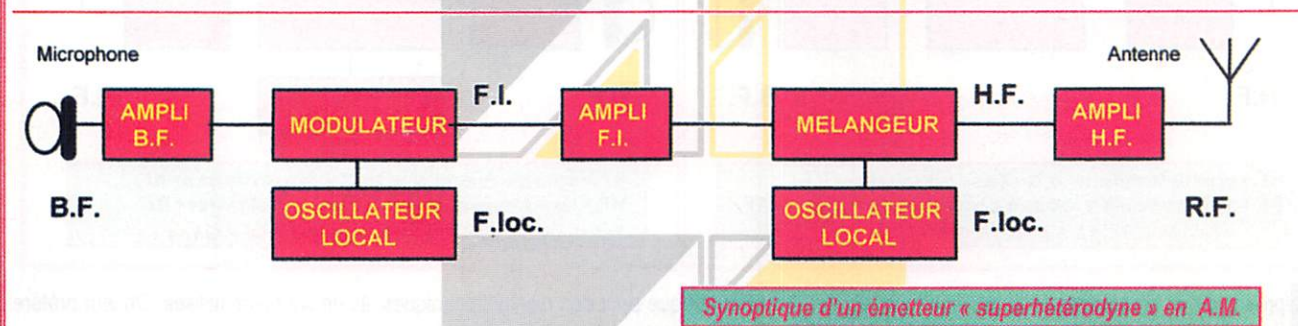 Microphone
Antenne
AMPLI
B.F.
MODULATEUR
F.I.
AMPLI
F.I.
MELANGEUR
H.F.
AMPLI
H.F.
B.F.
OSCILLATEUR
LOCAL
F.loc.
OSCILLATEUR
LOCAL
F.loc.
R.F.
Synoptique d'un émetteur « superhétérodyne » en A.M.